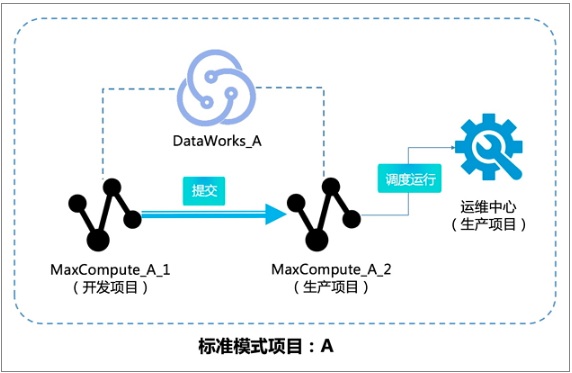 DataWorks_A
提交
调度运行
运维中心
（生产项目）
MaxCompute_A_1
（开发项目）
MaxCompute_A_2
（生产项目）
标准模式项目：A